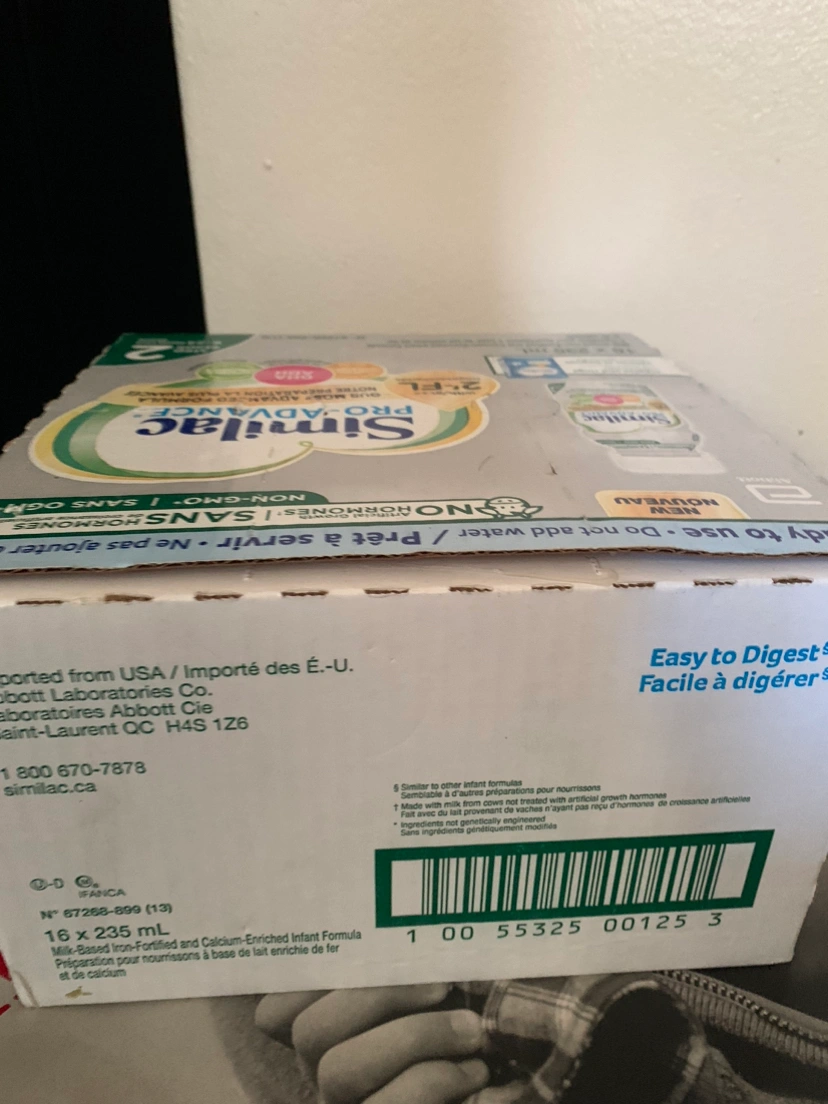 Similac
PRO-ADVANCE
2'-FL
DHA
2
NEW
NOUVEAU
NON-GMO* | SANS OGM
NO Artificial Growth HORMONES† | SANS HORMONES
dy to use • Do not add water / Prêt à servir • Ne pas ajouter
ported from USA / Importé des É.-U.
bbott Laboratories Co.
aboratoires Abbott Cie
aint-Laurent QC H4S 1Z6
1 800 670-7878
similac.ca
Easy to Digest§
Facile à digérer§
§ Similar to other infant formulas
Semblable à d'autres préparations pour nourrissons
† Made with milk from cows not treated with artificial growth hormones
Fait avec du lait provenant de vaches n'ayant pas reçu d'hormones de croissance artificielles
* Ingredients not genetically engineered
Sans ingrédients génétiquement modifiés
U-D M
IFANCA
N° 67268-899 (13)
16 x 235 mL
Milk-Based Iron-Fortified and Calcium-Enriched Infant Formula
Préparation pour nourrissons à base de lait enrichie de fer
et de calcium
1 00 55325 00125 3